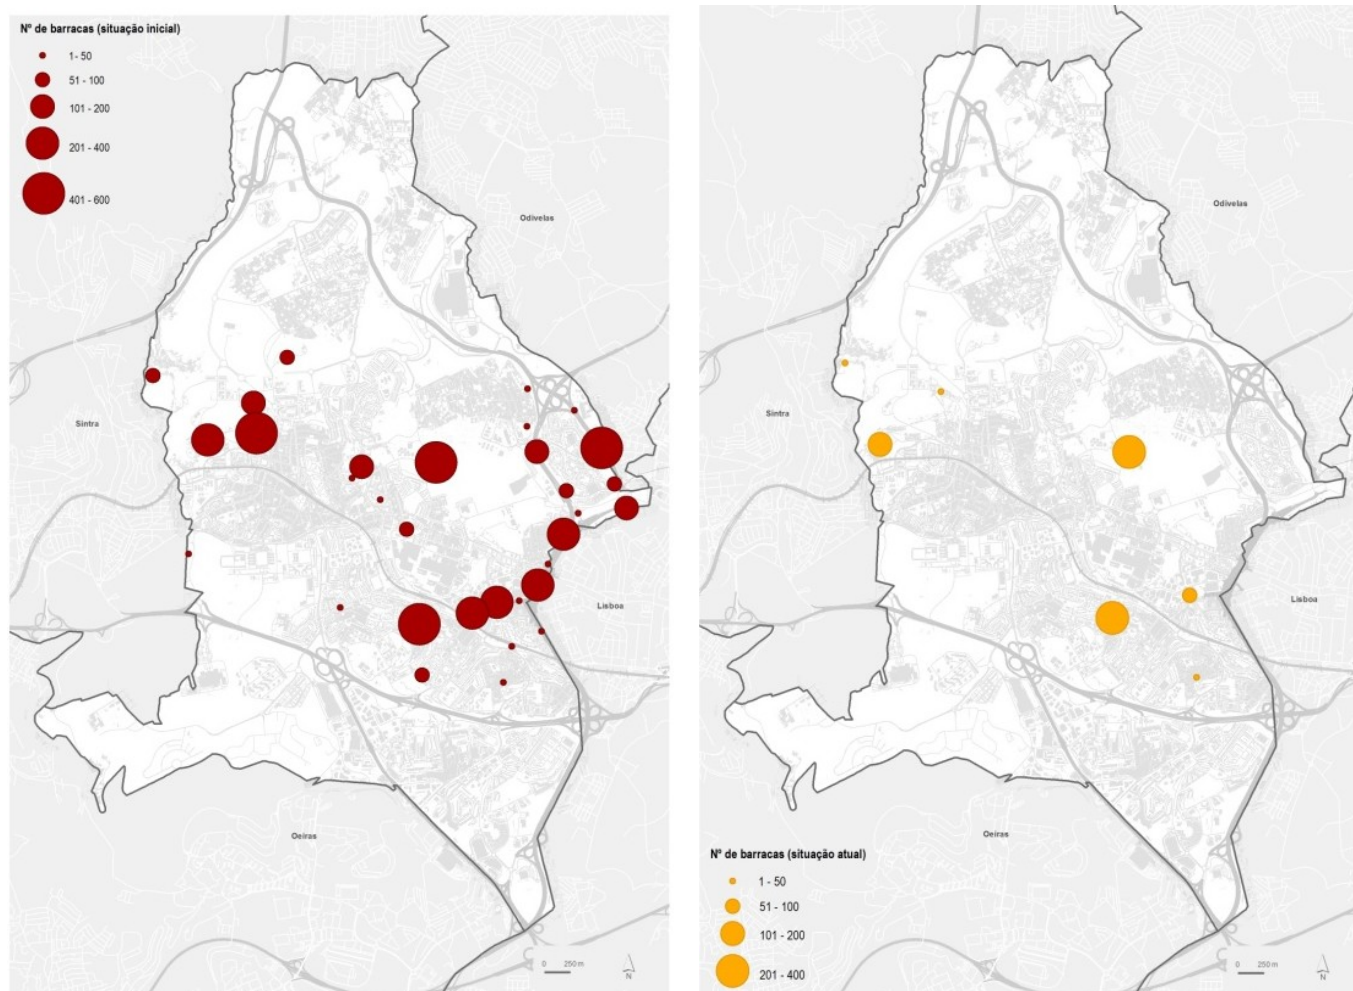 Nº de barracas (situação inicial)
1 - 50
51 - 100
101 - 200
201 - 400
401 - 600
Odivelas
Sintra
Lisboa
Oeiras
0 250 m
N
Odivelas
Sintra
Lisboa
Oeiras
Nº de barracas (situação atual)
1 - 50
51 - 100
101 - 200
201 - 400
0 250 m
N